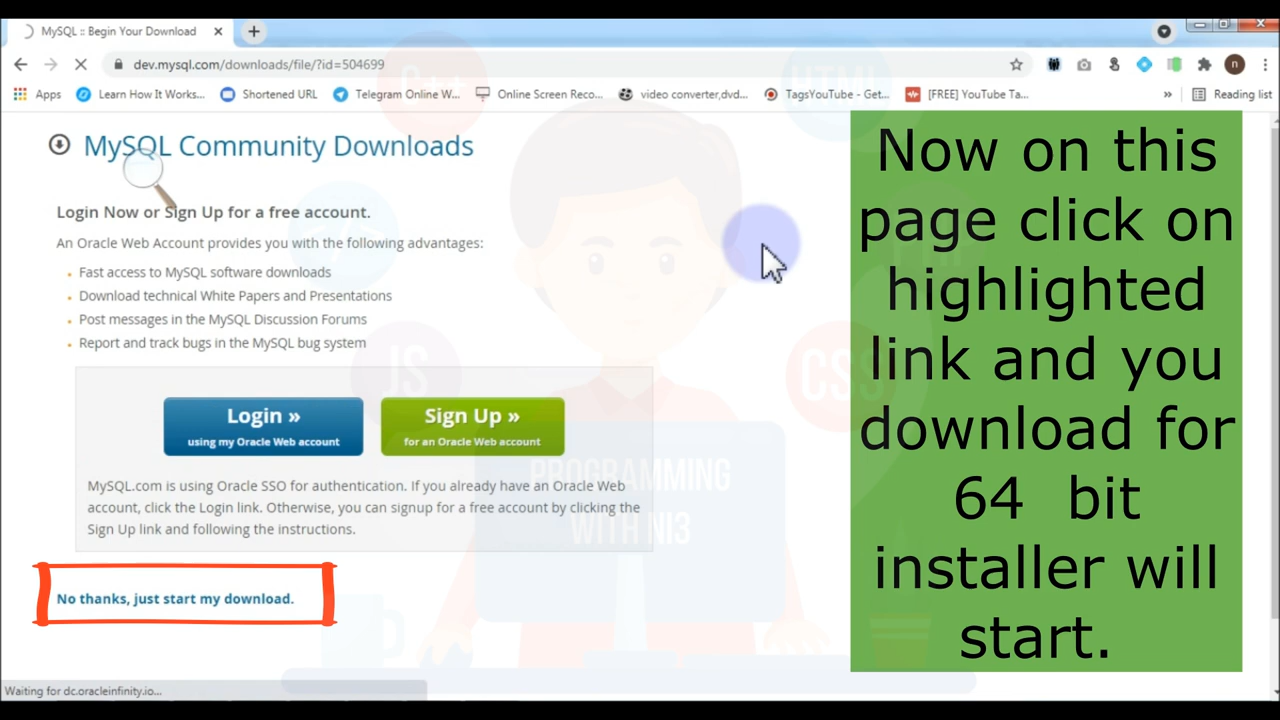 MySQL :: Begin Your Download
dev.mysql.com/downloads/file/?id=504699
n
Apps
Learn How It Works...
Shortened URL
Telegram Online W...
Online Screen Reco...
video converter,dvd...
TagsYouTube - Get...
[FREE] YouTube Ta...
»
Reading list
MySQL Community Downloads
Login Now or Sign Up for a free account.
An Oracle Web Account provides you with the following advantages:
Fast access to MySQL software downloads
Download technical White Papers and Presentations
Post messages in the MySQL Discussion Forums
Report and track bugs in the MySQL bug system
Login »
using my Oracle Web account
Sign Up »
for an Oracle Web account
MySQL.com is using Oracle SSO for authentication. If you already have an Oracle Web
account, click the Login link. Otherwise, you can signup for a free account by clicking the
Sign Up link and following the instructions.
No thanks, just start my download.
Waiting for dc.oracleinfinity.io...
Now on this
page click on
highlighted
link and you
download for
64 bit
installer will
start.
C++
HTML
PHP
JS
CSS
PROGRAMMING
WITH NI3